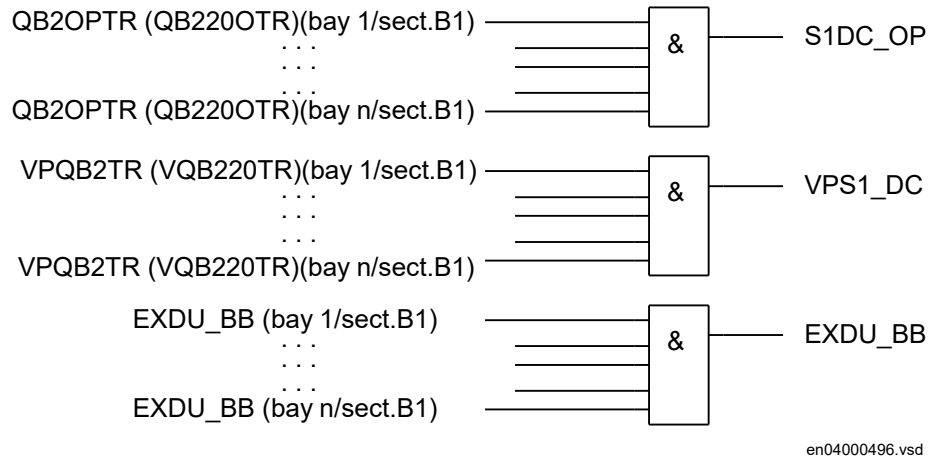 QB2OPTR (QB220OTR)(bay 1/sect.B1)
. . .
. . .
. . .
QB2OPTR (QB220OTR)(bay n/sect.B1)
&
S1DC_OP
VPQB2TR (VQB220TR)(bay 1/sect.B1)
. . .
. . .
. . .
VPQB2TR (VQB220TR)(bay n/sect.B1)
&
VPS1_DC
EXDU_BB (bay 1/sect.B1)
. . .
. . .
. . .
EXDU_BB (bay n/sect.B1)
&
EXDU_BB
en04000496.vsd